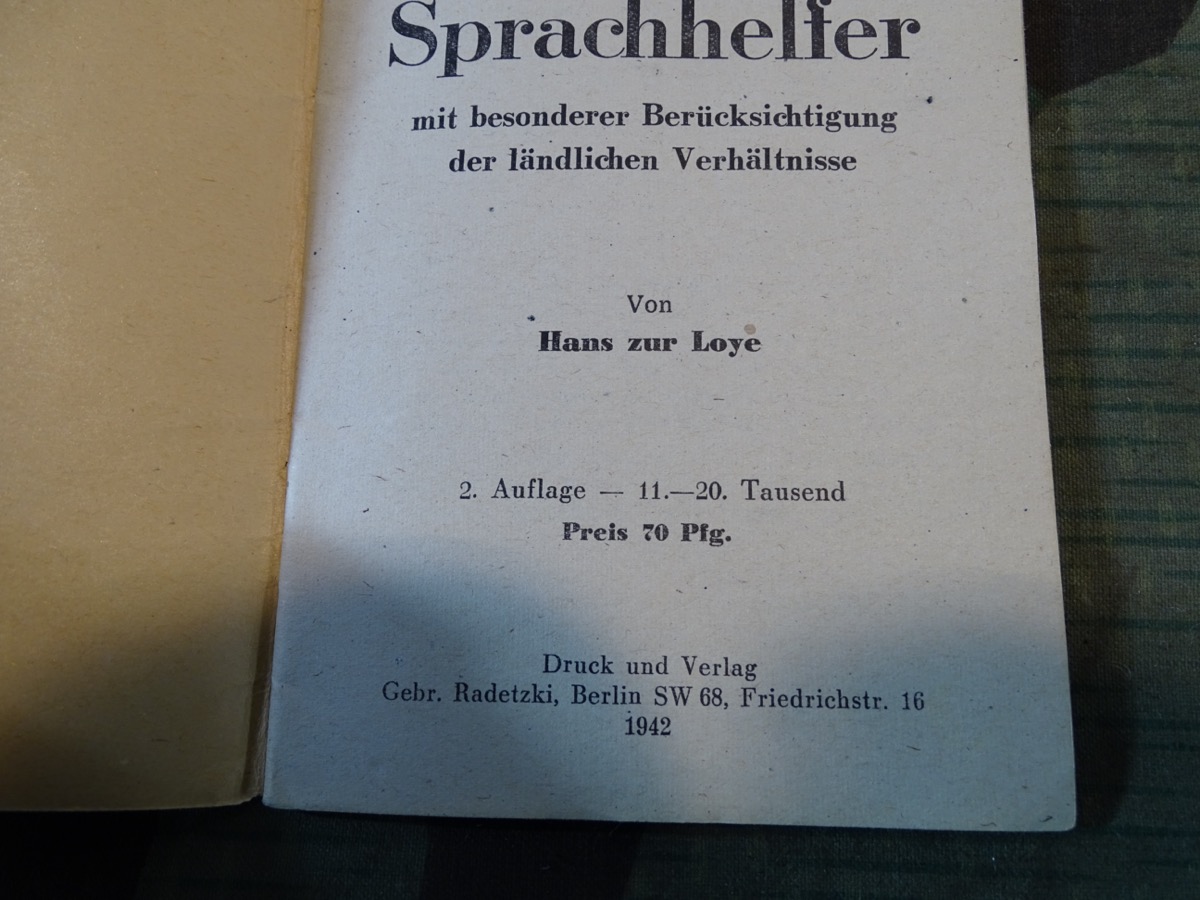 Sprachhelfer
mit besonderer Berücksichtigung
der ländlichen Verhältnisse
Von
Hans zur Loye
2. Auflage — 11.—20. Tausend
Preis 70 Pfg.
Druck und Verlag
Gebr. Radetzki, Berlin SW 68, Friedrichstr. 16
1942